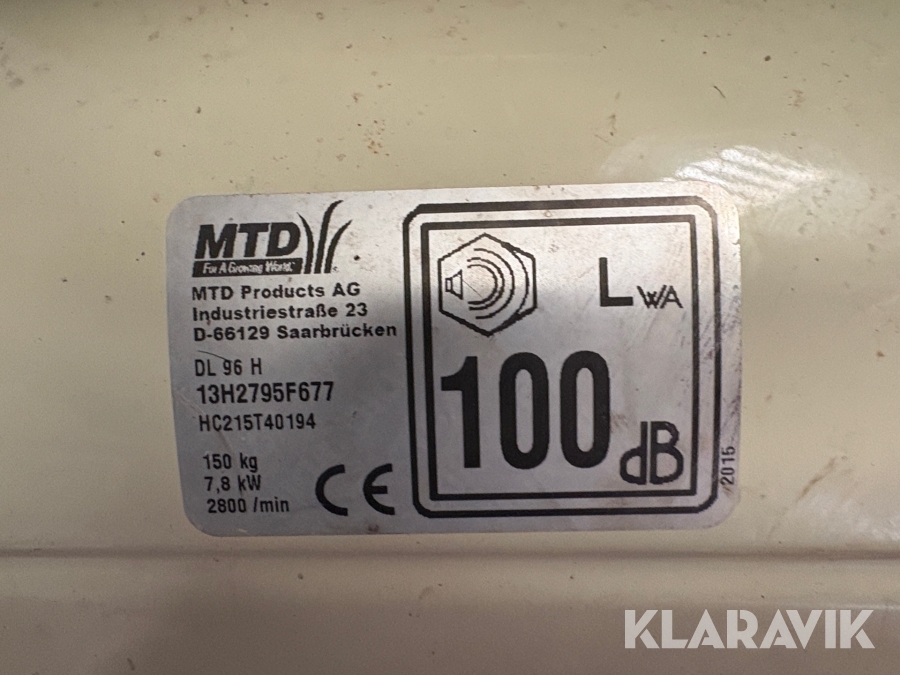 MTD
For A Growing World.
MTD Products AG
Industriestraße 23
D-66129 Saarbrücken
DL 96 H
13H2795F677
HC215T40194
150 kg
7,8 kW
2800 /min
CE
LWA
100 dB
2015
KLARAVIK